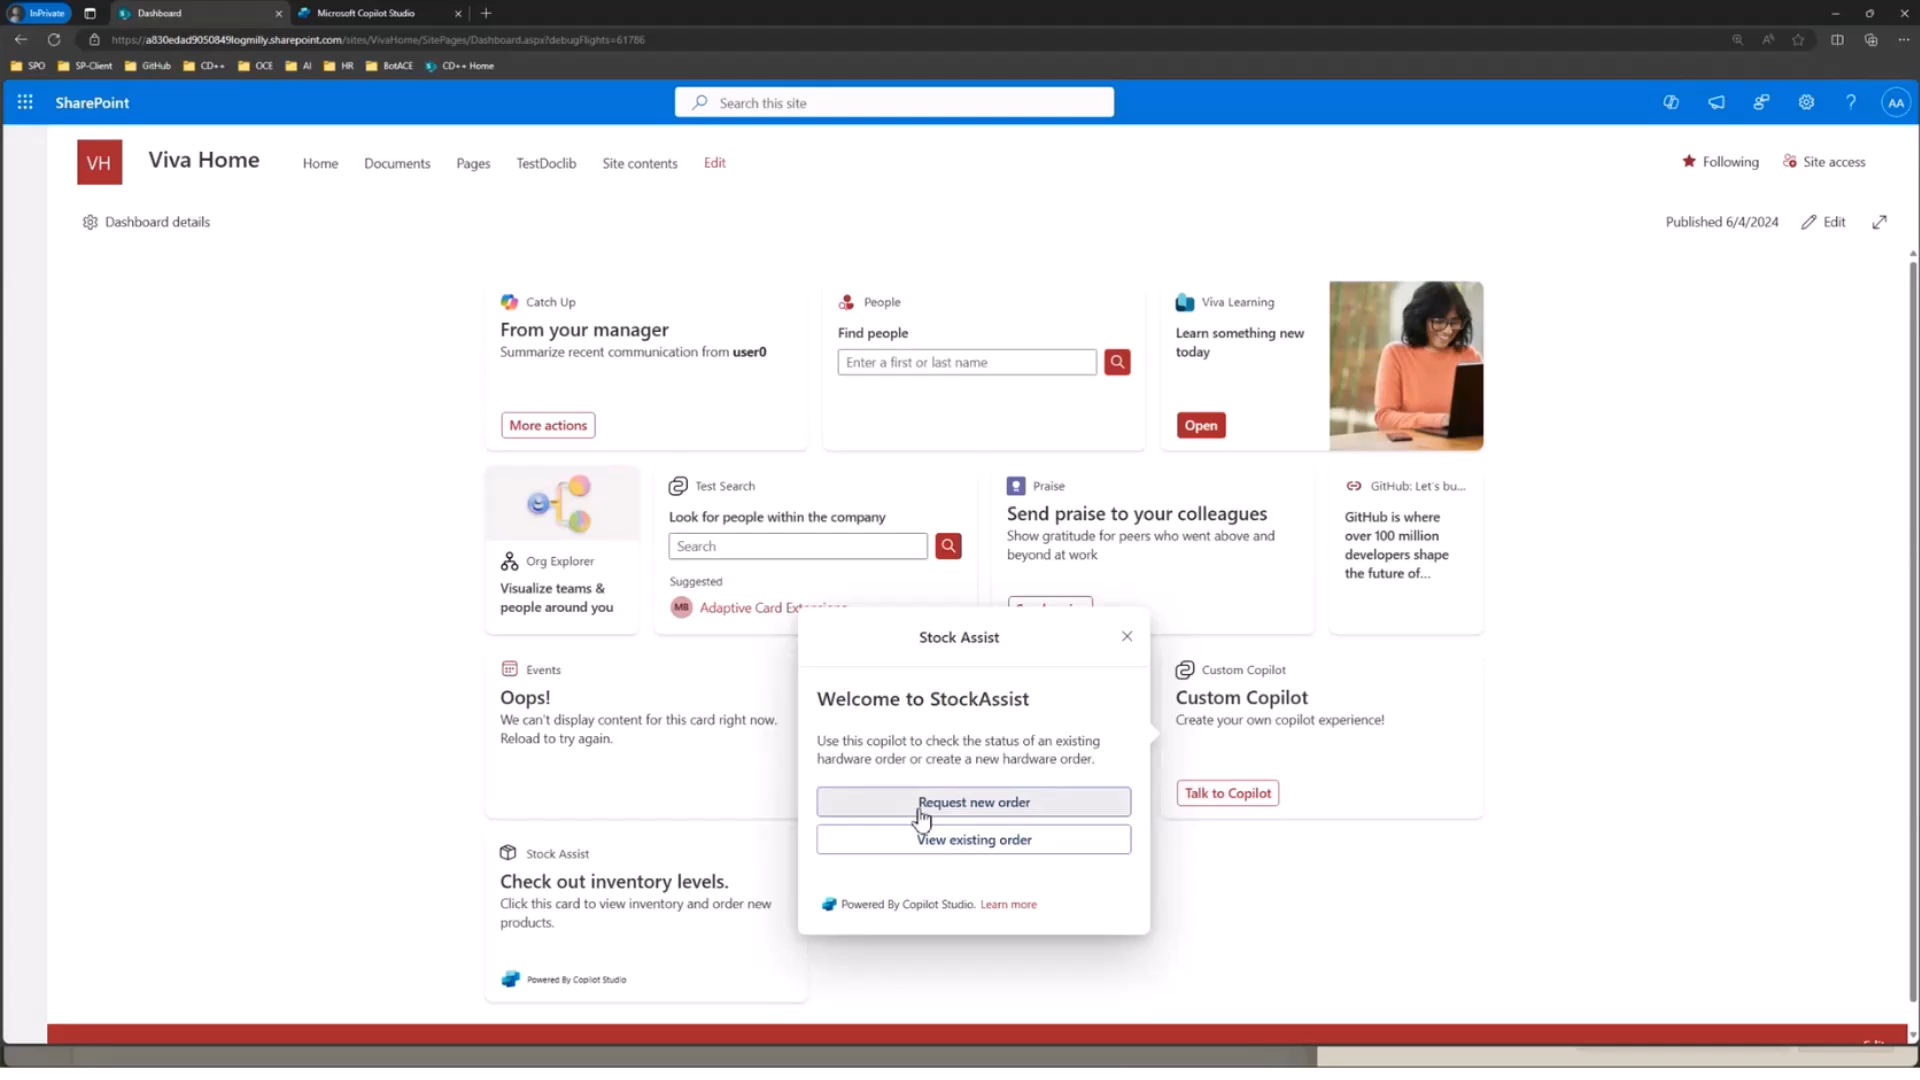 InPrivate
Dashboard
Microsoft Copilot Studio
https://a830edad9050849logmilly.sharepoint.com/sites/VivaHome/SitePages/Dashboard.aspx?debugFlights=61786
SPO
SP-Client
GitHub
CD++
OCE
AI
HR
BotACE
CD++ Home
SharePoint
Search this site
AA
VH
Viva Home
Home
Documents
Pages
TestDoclib
Site contents
Edit
Following
Site access
Dashboard details
Published 6/4/2024
Edit
Catch Up
From your manager
Summarize recent communication from user0
More actions
People
Find people
Enter a first or last name
Viva Learning
Learn something new
today
Open
Org Explorer
Visualize teams &
people around you
Test Search
Look for people within the company
Search
Suggested
MB
Adaptive Card Extensions
Praise
Send praise to your colleagues
Show gratitude for peers who went above and
beyond at work
GitHub: Let's bu...
GitHub is where
over 100 million
developers shape
the future of...
Events
Oops!
We can't display content for this card right now.
Reload to try again.
Stock Assist
Welcome to StockAssist
Use this copilot to check the status of an existing
hardware order or create a new hardware order.
Request new order
View existing order
Powered By Copilot Studio. Learn more
Custom Copilot
Custom Copilot
Create your own copilot experience!
Talk to Copilot
Stock Assist
Check out inventory levels.
Click this card to view inventory and order new
products.
Powered By Copilot Studio